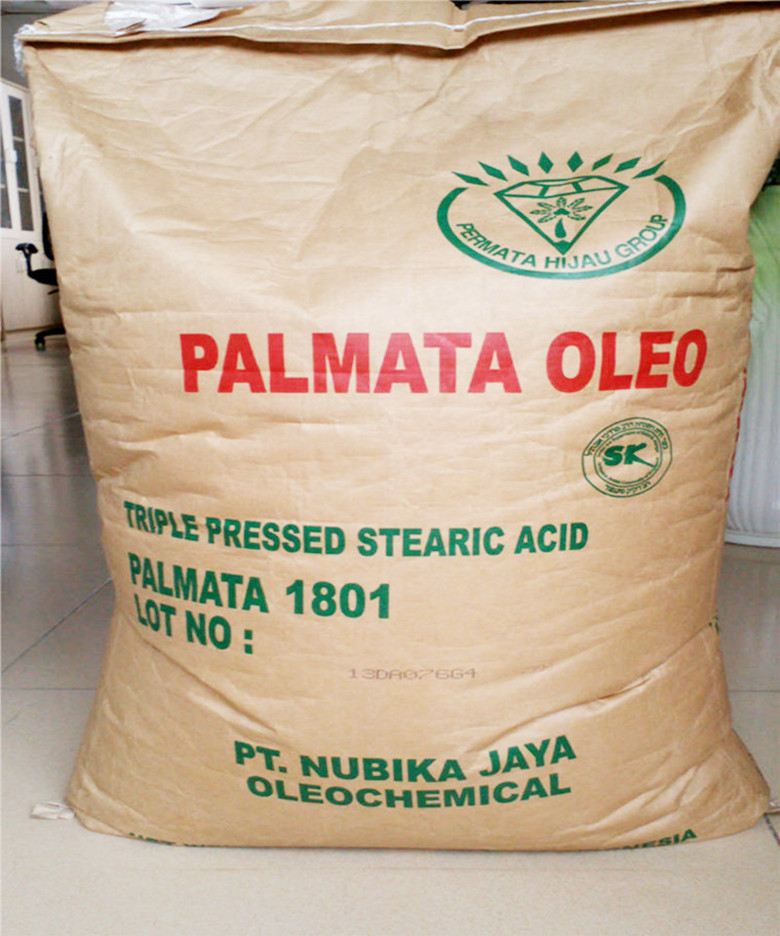 PERMATA HIJAU GROUP
PALMATA OLEO
SK
TRIPLE PRESSED STEARIC ACID
PALMATA 1801
LOT NO :
13DA076G4
PT. NUBIKA JAYA
OLEOCHEMICAL